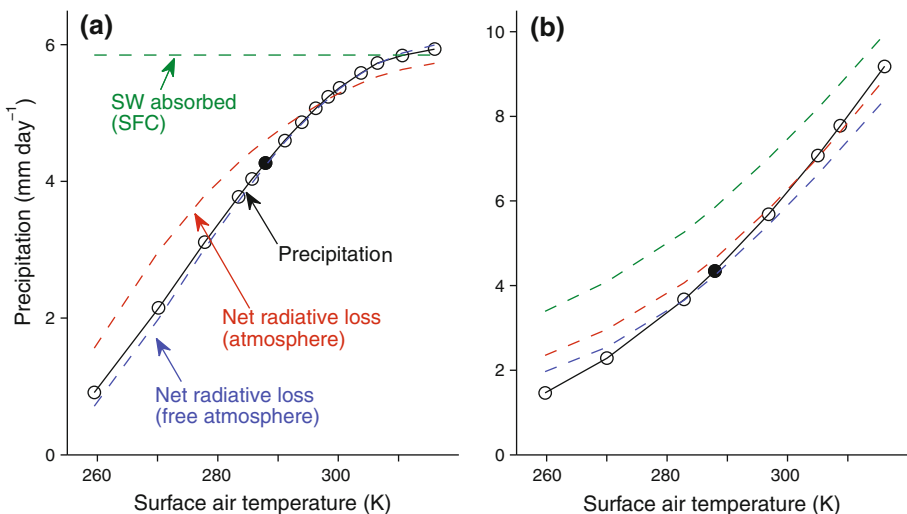 (a)
6
4
2
0
Precipitation (mm day⁻¹)
SW absorbed
(SFC)
Precipitation
Net radiative loss
(atmosphere)
Net radiative loss
(free atmosphere)
260
280
300
Surface air temperature (K)
(b)
10
8
6
4
2
0
260
280
300
Surface air temperature (K)